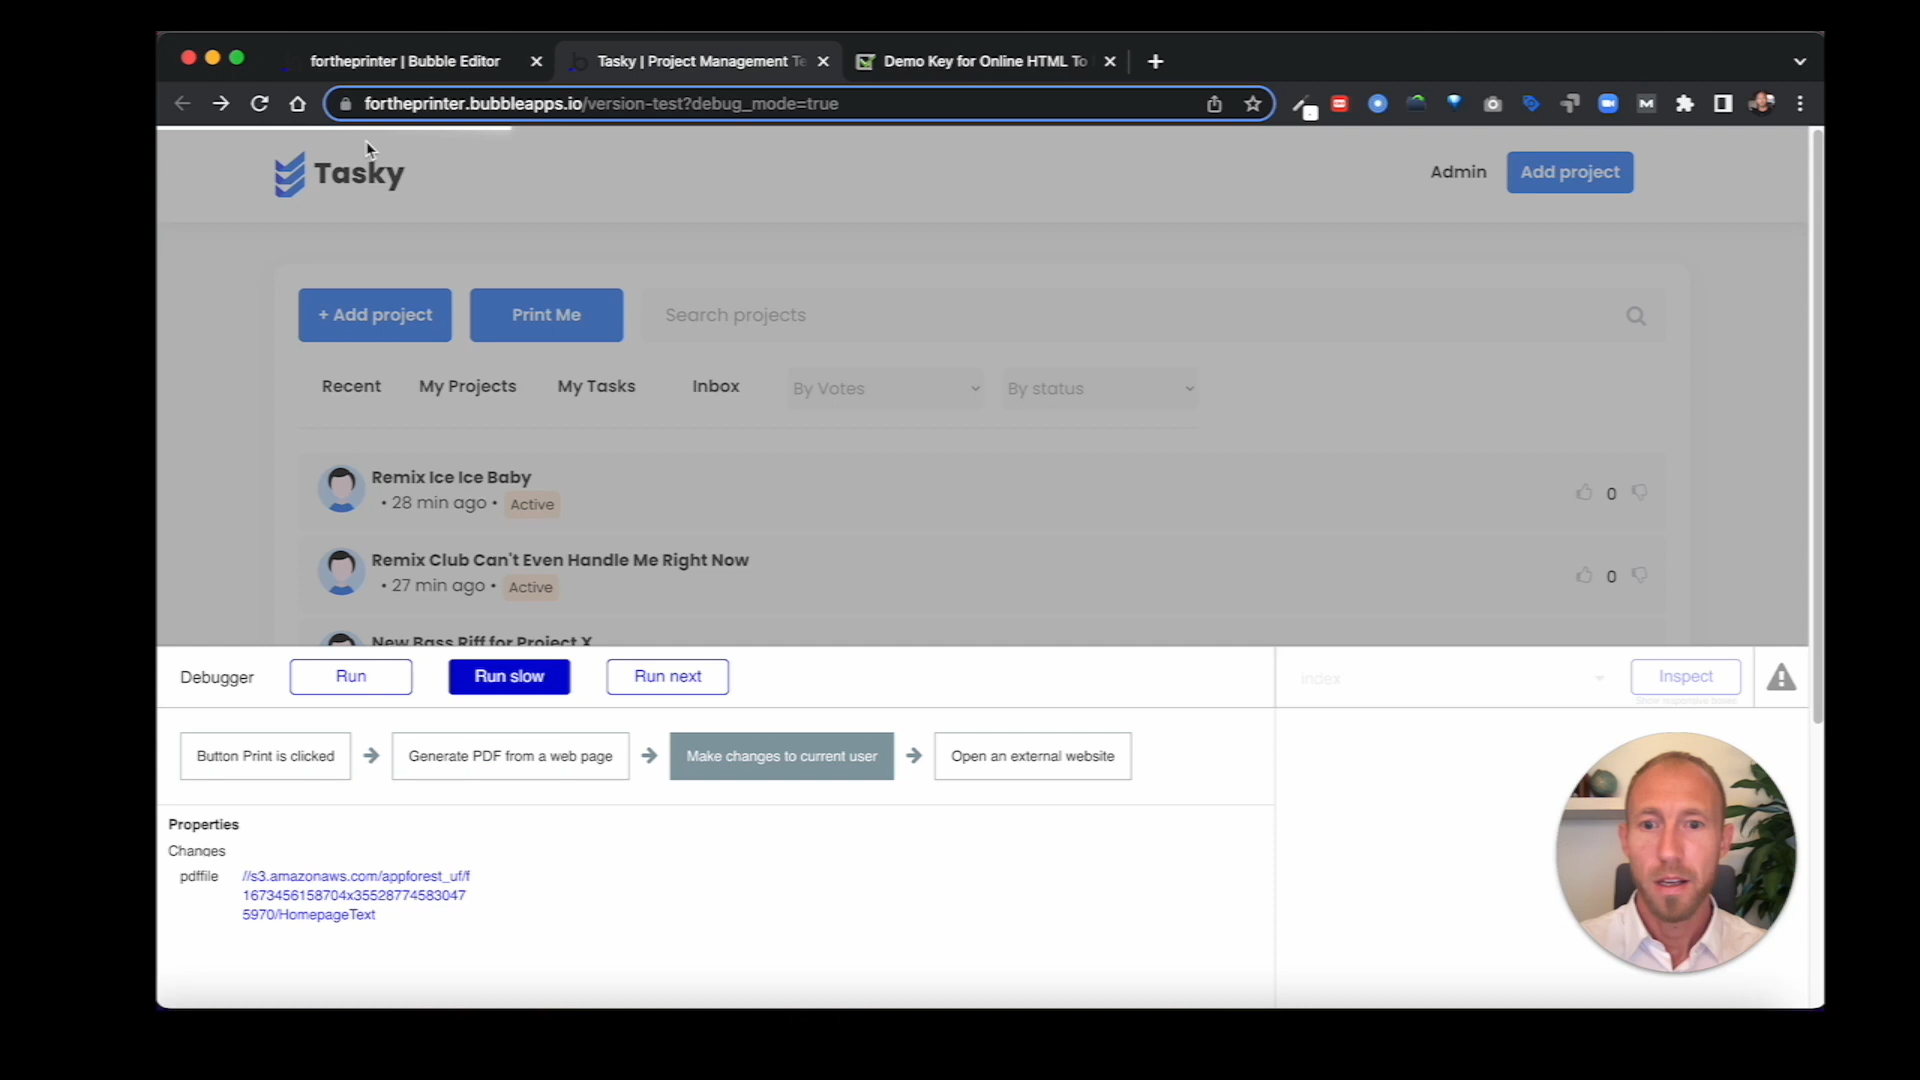 fortheprinter | Bubble Editor
Tasky | Project Management Te
Demo Key for Online HTML To
fortheprinter.bubbleapps.io/version-test?debug_mode=true
Tasky
Admin
Add project
+ Add project
Print Me
Search projects
Recent
My Projects
My Tasks
Inbox
By Votes
By status
Remix Ice Ice Baby
• 28 min ago •
Active
0
Remix Club Can't Even Handle Me Right Now
• 27 min ago •
Active
0
New Bass Riff for Project X
Debugger
Run
Run slow
Run next
index
Inspect
Show responsive boxes
Button Print is clicked
Generate PDF from a web page
Make changes to current user
Open an external website
Properties
Changes
pdffile
//s3.amazonaws.com/appforest_uf/f
1673456158704x35528774583047
5970/HomepageText